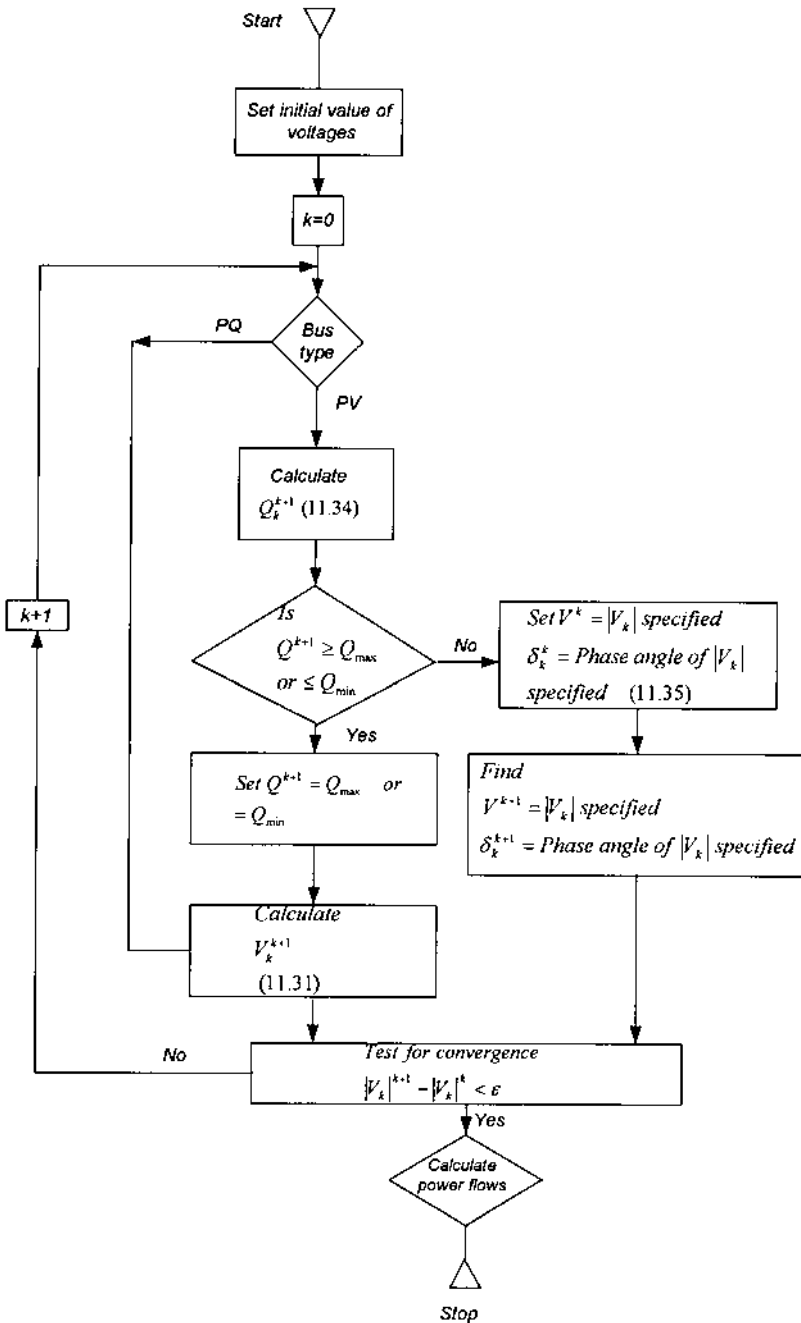 Start
Set initial value of
voltages
k=0
PQ
Bus
type
PV
Calculate
Q_k^{k+1} (11.34)
k+1
Is
Q^{k+1} ≥ Q_max
or ≤ Q_min
No
Set V^k = |V_k| specified
δ_k^k = Phase angle of |V_k|
specified (11.35)
Yes
Set Q^{k+1} = Q_max or
= Q_min
Find
V^{k+1} = |V_k| specified
δ_k^{k+1} = Phase angle of |V_k| specified
Calculate
V_k^{k+1}
(11.31)
No
Test for convergence
|V_k|^{k+1} − |V_k|^k < ε
Yes
Calculate
power flows
Stop